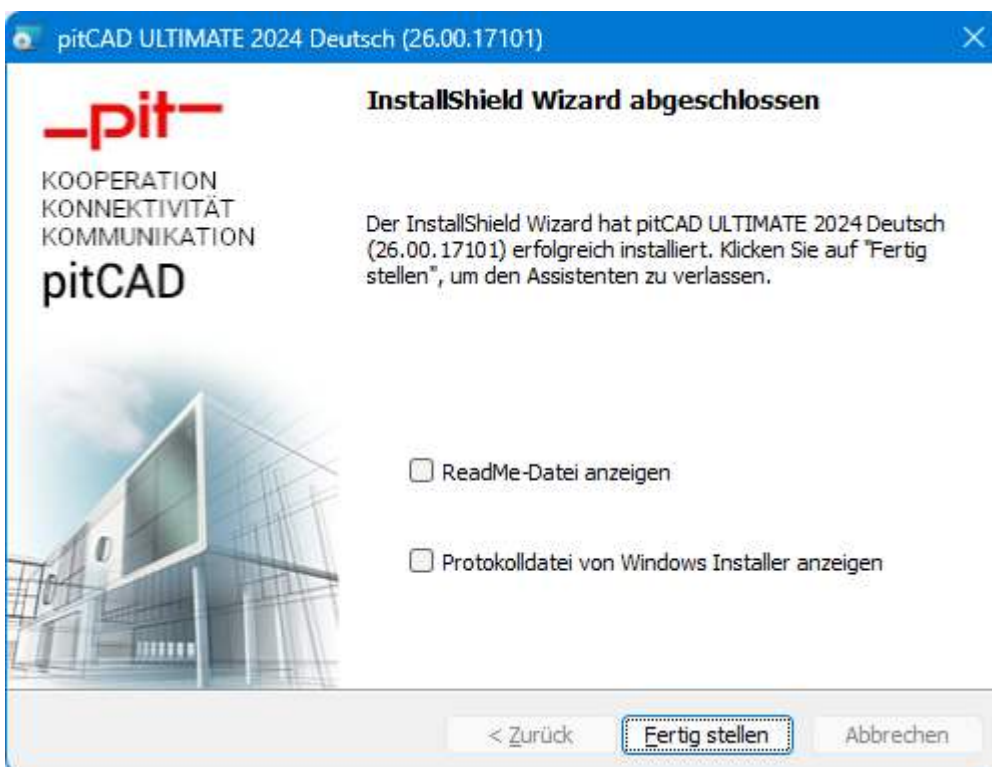 pitCAD ULTIMATE 2024 Deutsch (26.00.17101)
pit
KOOPERATION
KONNEKTIVITÄT
KOMMUNIKATION
pitCAD
InstallShield Wizard abgeschlossen
Der InstallShield Wizard hat pitCAD ULTIMATE 2024 Deutsch
(26.00.17101) erfolgreich installiert. Klicken Sie auf "Fertig
stellen", um den Assistenten zu verlassen.
ReadMe-Datei anzeigen
Protokolldatei von Windows Installer anzeigen
< Zurück
Fertig stellen
Abbrechen